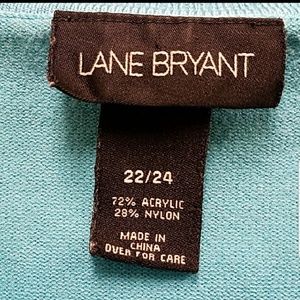 LANE BRYANT
22/24
72% ACRYLIC
28% NYLON
MADE IN
CHINA
OVER FOR CARE